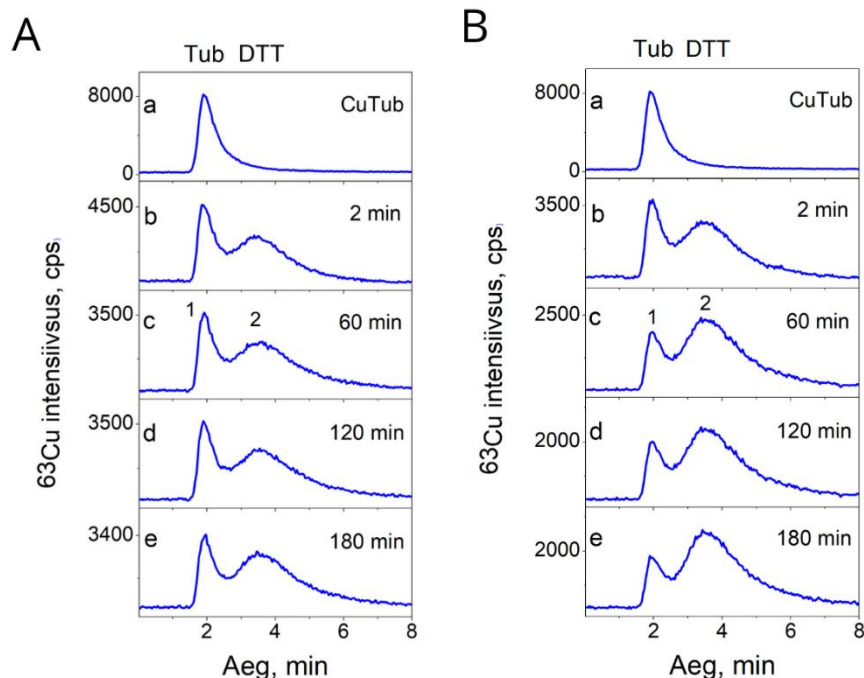 A
Tub DTT
8000
a
CuTub
0
4500
b
2 min
3500
1
2
c
60 min
3500
d
120 min
3400
e
180 min
⁶³Cu intensiivsus, cps,
0 2 4 6 8
Aeg, min
B
Tub DTT
8000
a
CuTub
0
3500
b
2 min
2500
1
2
c
60 min
2000
d
120 min
2000
e
180 min
⁶³Cu intensiivsus, cps,
0 2 4 6 8
Aeg, min